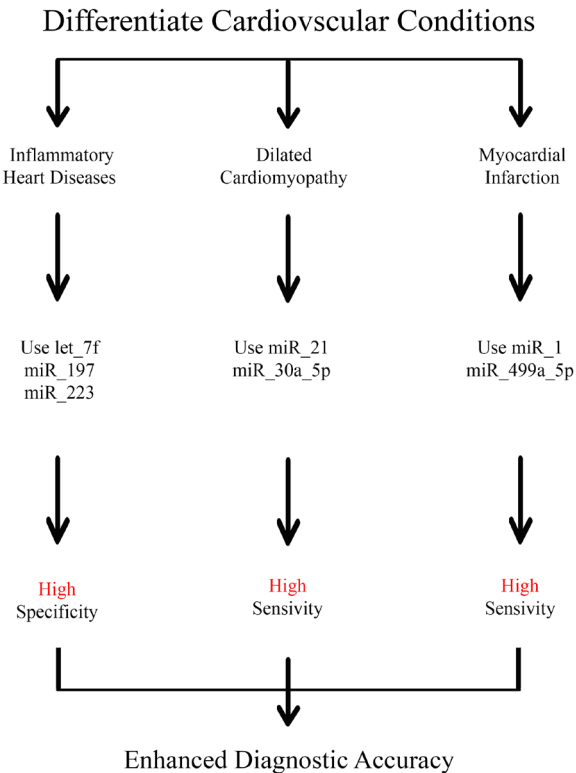 Differentiate Cardiovscular Conditions
Inflammatory
Heart Diseases
Dilated
Cardiomyopathy
Myocardial
Infarction
Use let_7f
miR_197
miR_223
Use miR_21
miR_30a_5p
Use miR_1
miR_499a_5p
High
Specificity
High
Sensivity
High
Sensivity
Enhanced Diagnostic Accuracy